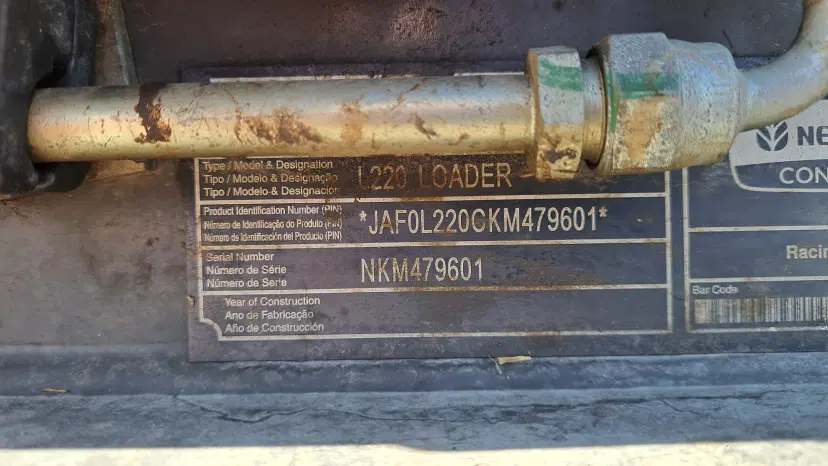 Type / Model & Designation
Tipo / Modelo & Designação
Tipo / Modelo & Designación
L220 LOADER
Product Identification Number (PIN)
Número de Identificação do Produto (PIN)
Número de Identificación del Producto (PIN)
*JAF0L220CKM479601*
Serial Number
Número de Série
Número de Serie
NKM479601
Year of Construction
Ano de Fabricação
Año de Construcción
NE
CON
Racin
Bar Code